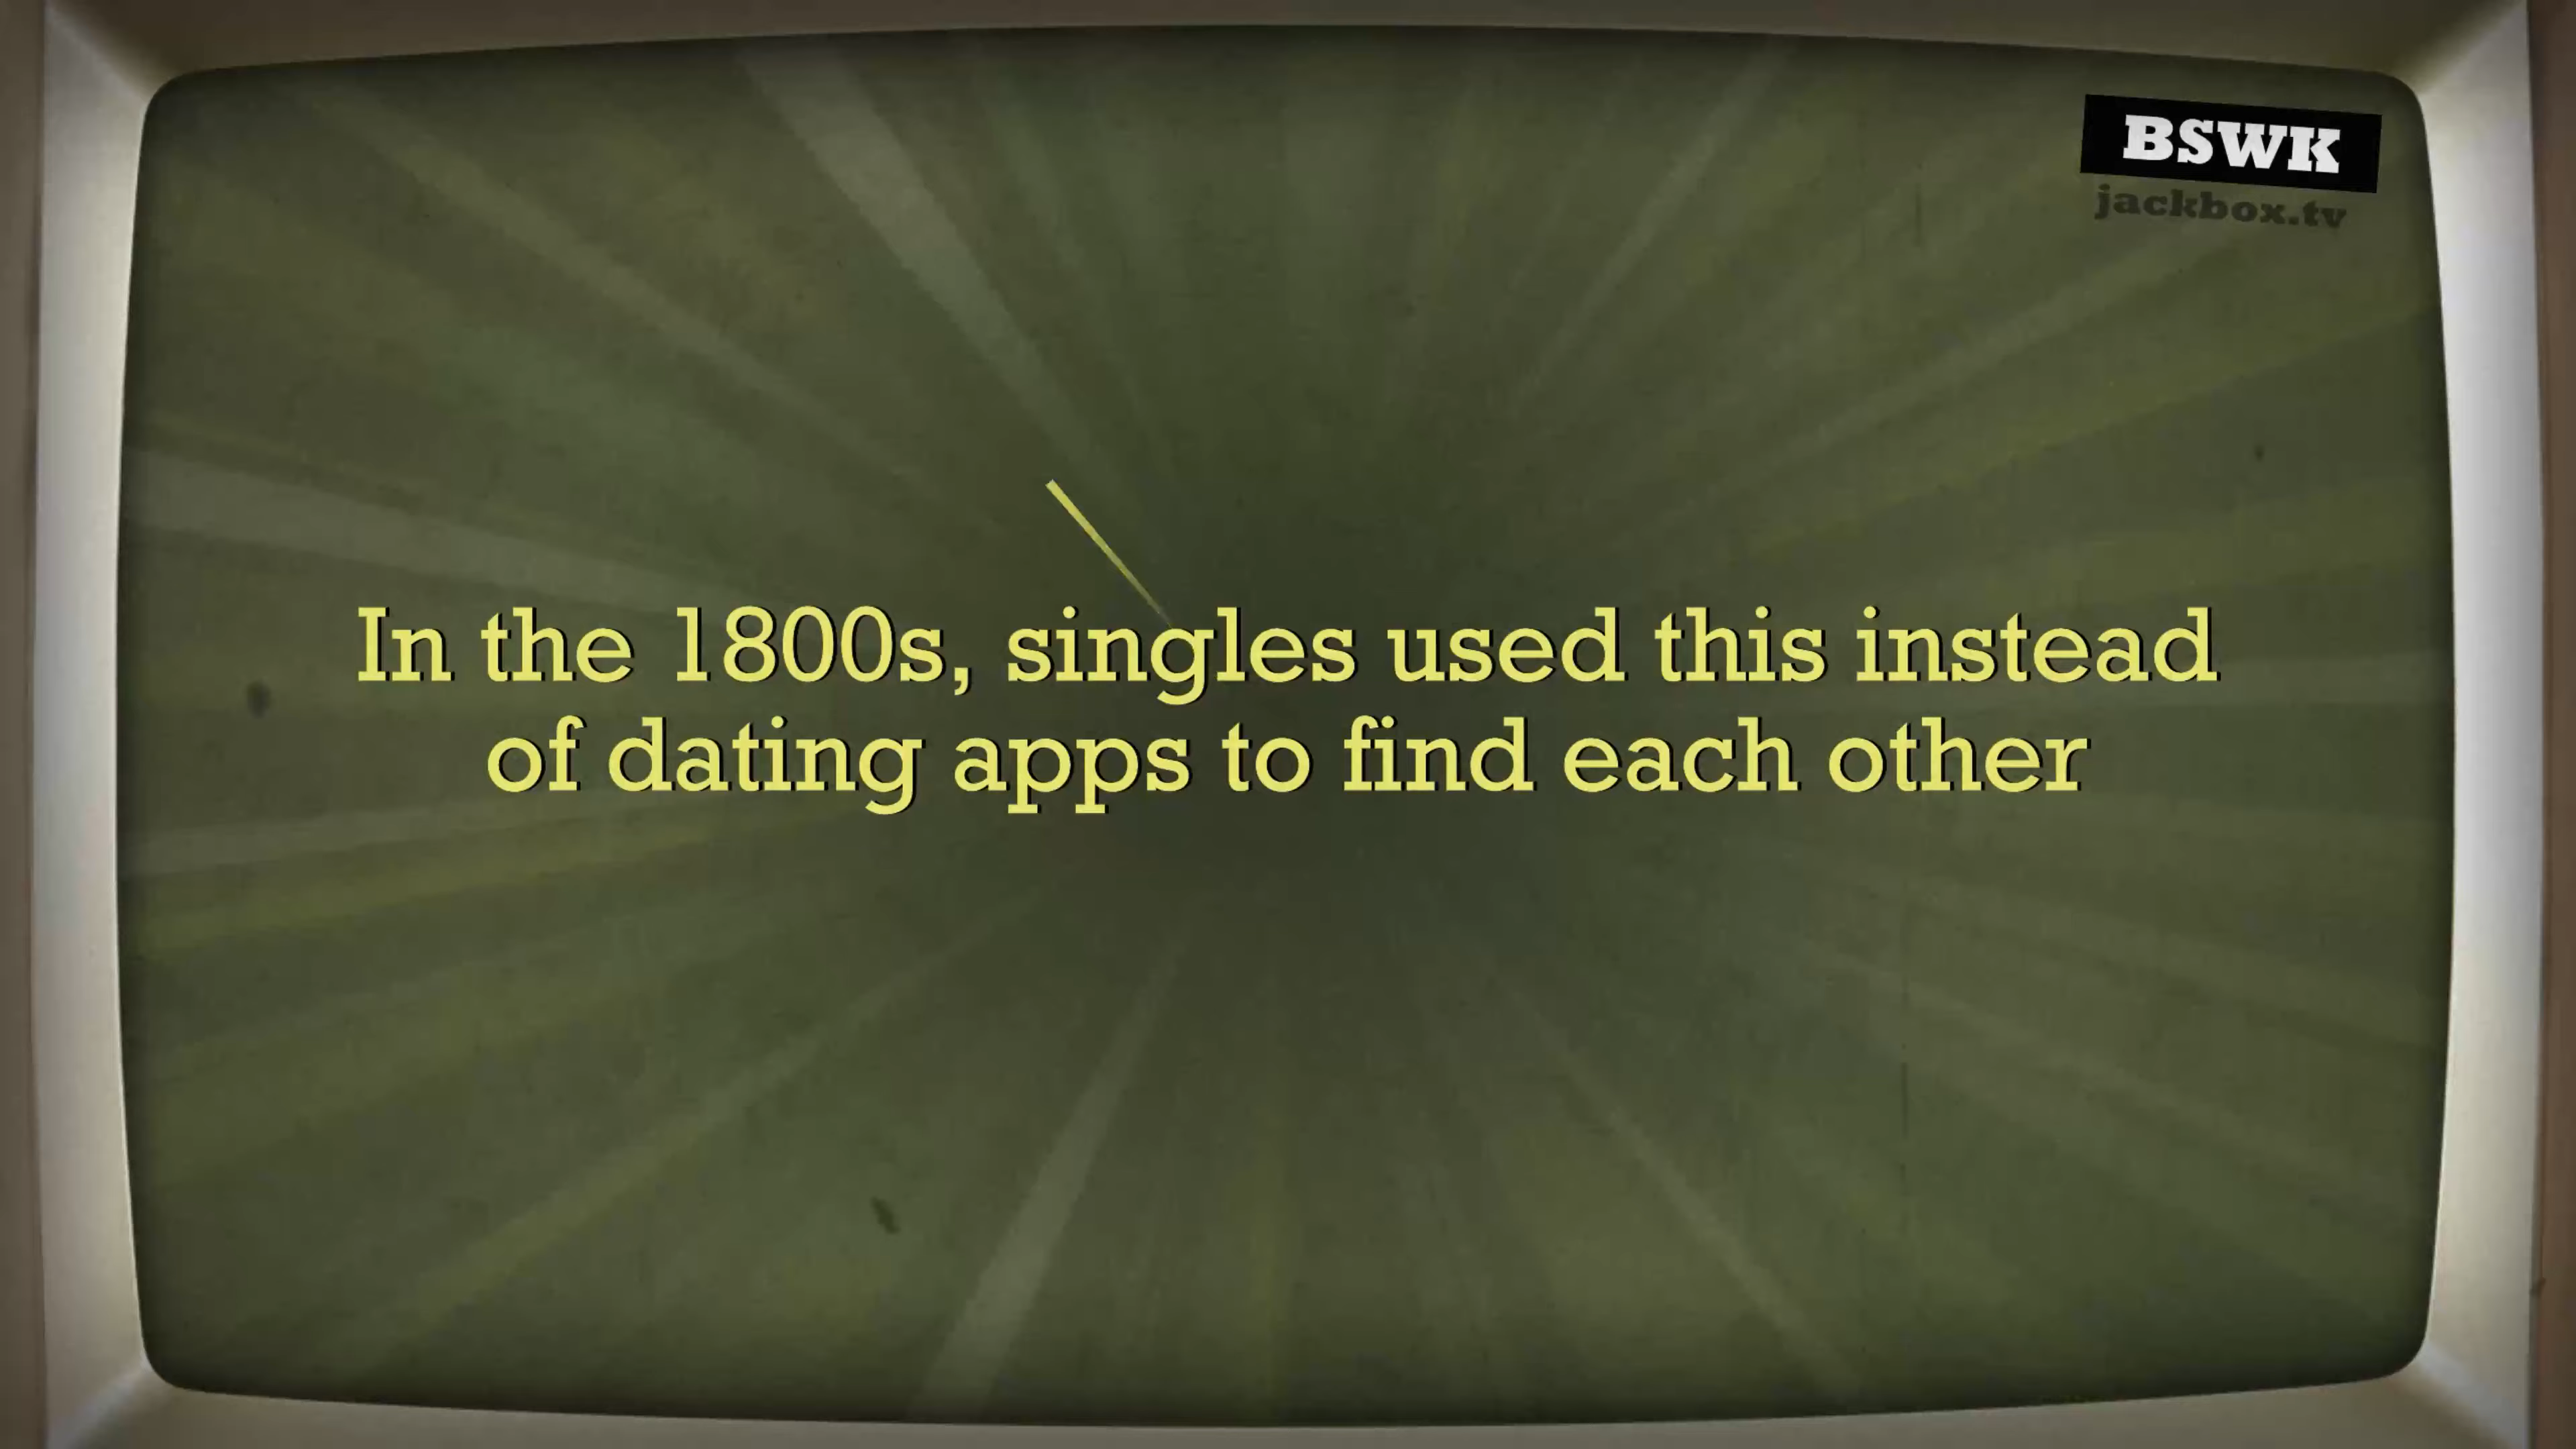 BSWK
jackbox.tv
In the 1800s, singles used this instead
of dating apps to find each other